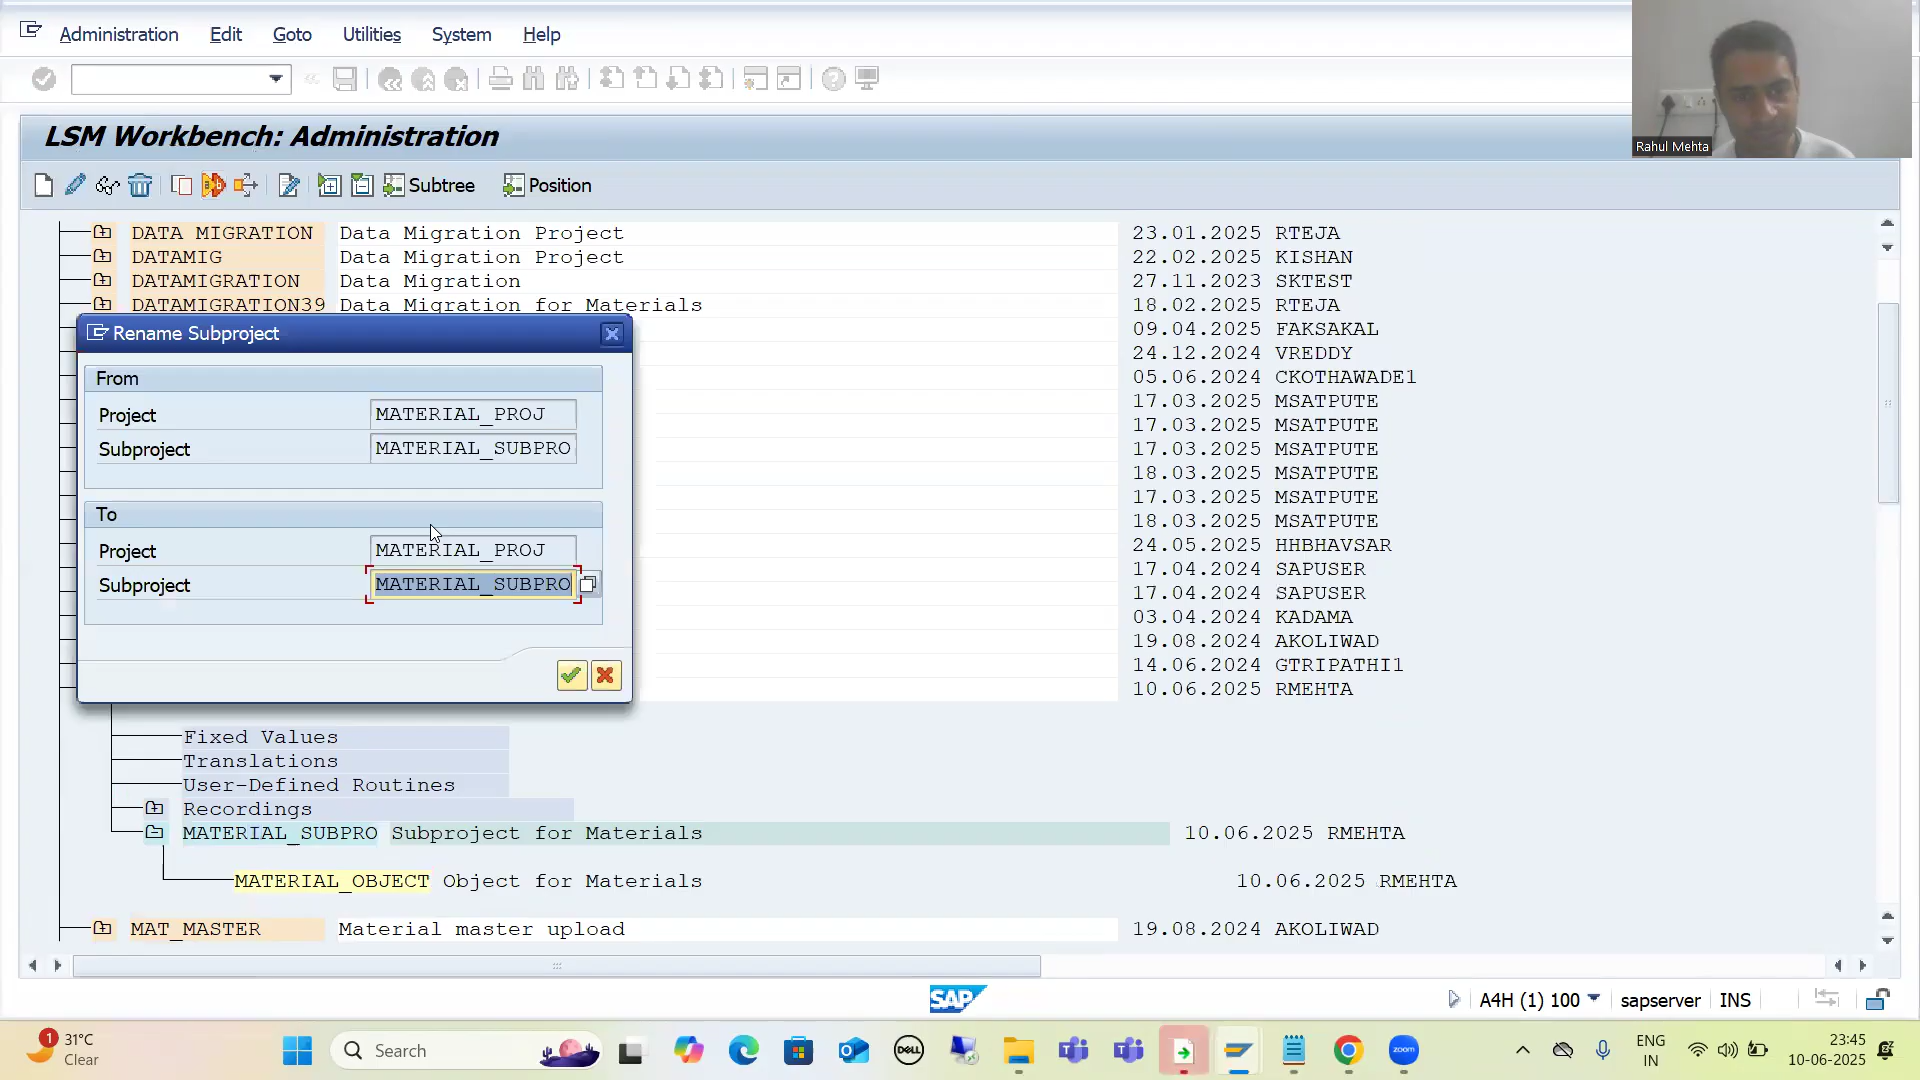 Administration Edit Goto Utilities System Help
Rahul Mehta
LSM Workbench: Administration
Subtree Position
DATA MIGRATION Data Migration Project 23.01.2025 RTEJA
DATAMIG Data Migration Project 22.02.2025 KISHAN
DATAMIGRATION Data Migration 27.11.2023 SKTEST
DATAMIGRATION39 Data Migration for Materials 18.02.2025 RTEJA
09.04.2025 FAKSAKAL
24.12.2024 VREDDY
05.06.2024 CKOTHAWADE1
17.03.2025 MSATPUTE
17.03.2025 MSATPUTE
17.03.2025 MSATPUTE
18.03.2025 MSATPUTE
17.03.2025 MSATPUTE
18.03.2025 MSATPUTE
24.05.2025 HHBHAVSAR
17.04.2025 SAPUSER
17.04.2025 SAPUSER
03.04.2024 KADAMA
19.08.2024 AKOLIWAD
14.06.2024 GTRIPATHI1
10.06.2025 RMEHTA
Rename Subproject
From
Project MATERIAL_PROJ
Subproject MATERIAL_SUBPRO
To
Project MATERIAL_PROJ
Subproject MATERIAL_SUBPRO
Fixed Values
Translations
User-Defined Routines
Recordings
MATERIAL_SUBPRO Subproject for Materials 10.06.2025 RMEHTA
MATERIAL_OBJECT Object for Materials 10.06.2025 RMEHTA
MAT_MASTER Material master upload 19.08.2024 AKOLIWAD
SAP
A4H (1) 100 sapserver INS
1
31°C
Clear
Search
DELL
zoom
ENG
IN
23:45
10-06-2025